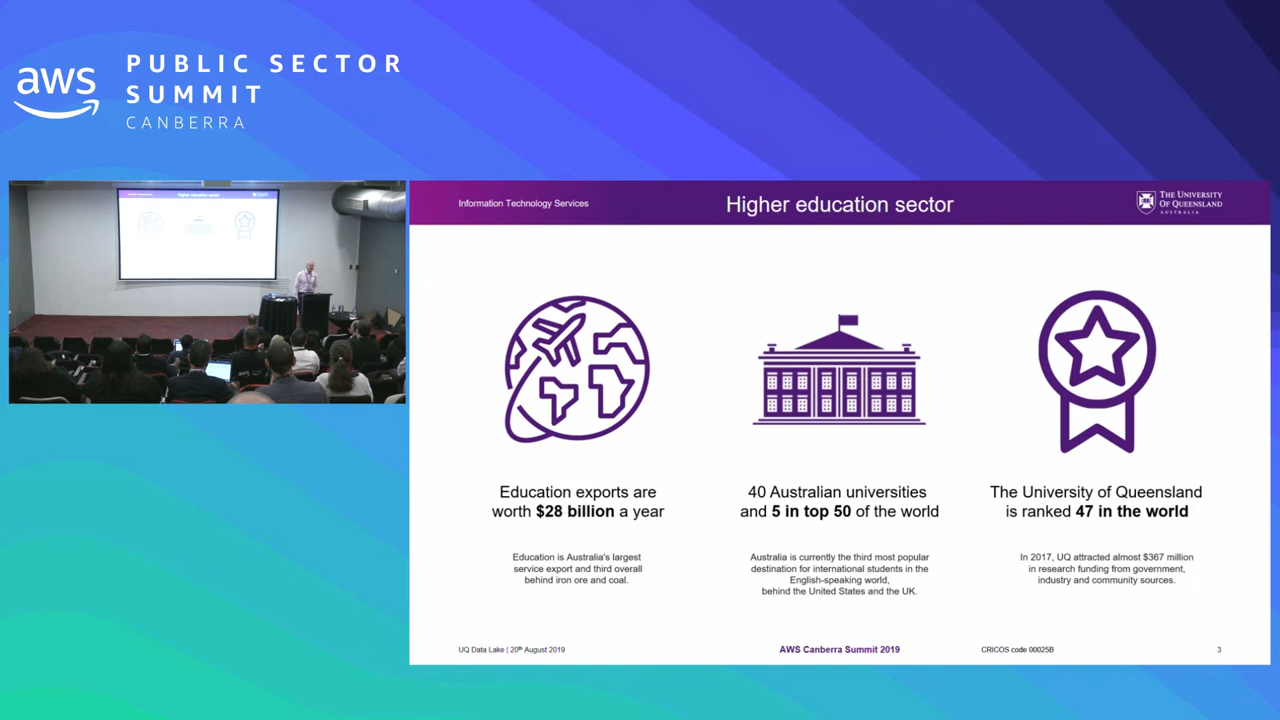 aws
PUBLIC SECTOR
SUMMIT
CANBERRA
Information Technology Services
Higher education sector
THE UNIVERSITY
OF QUEENSLAND
AUSTRALIA
Education exports are
worth $28 billion a year
Education is Australia's largest
service export and third overall
behind iron ore and coal.
40 Australian universities
and 5 in top 50 of the world
Australia is currently the third most popular
destination for international students in the
English-speaking world,
behind the United States and the UK.
The University of Queensland
is ranked 47 in the world
In 2017, UQ attracted almost $367 million
in research funding from government,
industry and community sources.
UQ Data Lake | 20th August 2019
AWS Canberra Summit 2019
CRICOS code 00025B
3
Higher education sector